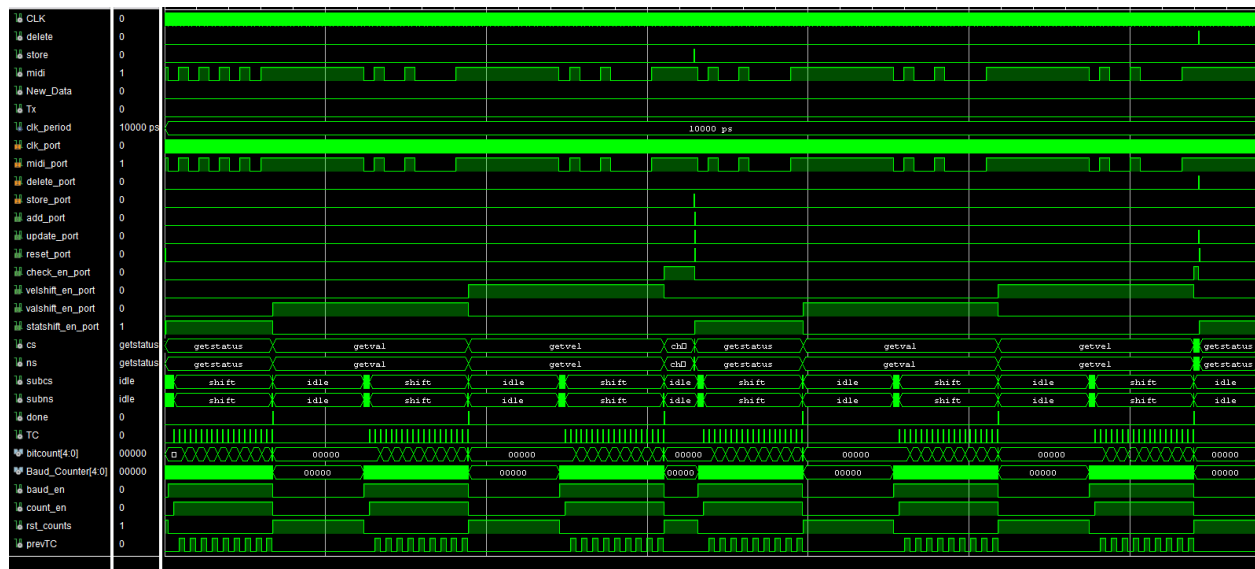 CLK 0
delete 0
store 0
midi 1
New_Data 0
Tx 0
clk_period 10000 ps 10000 ps
clk_port 0
midi_port 1
delete_port 0
store_port 0
add_port 0
update_port 0
reset_port 0
check_en_port 0
velshift_en_port 0
valshift_en_port 0
statshift_en_port 1
cs getstatus getstatus getval getvel ch getstatus getval getvel getstatus
ns getstatus getstatus getval getvel ch getstatus getval getvel getstatus
subcs idle shift idle shift idle shift idle shift idle shift idle shift idle
subns idle shift idle shift idle shift idle shift idle shift idle shift idle
done 0
TC 0
bitcount[4:0] 00000 00000 00000 00000 00000 00000 00000
Baud_Counter[4:0] 00000 00000 00000 00000 00000 00000 00000
baud_en 0
count_en 0
rst_counts 1
prevTC 0